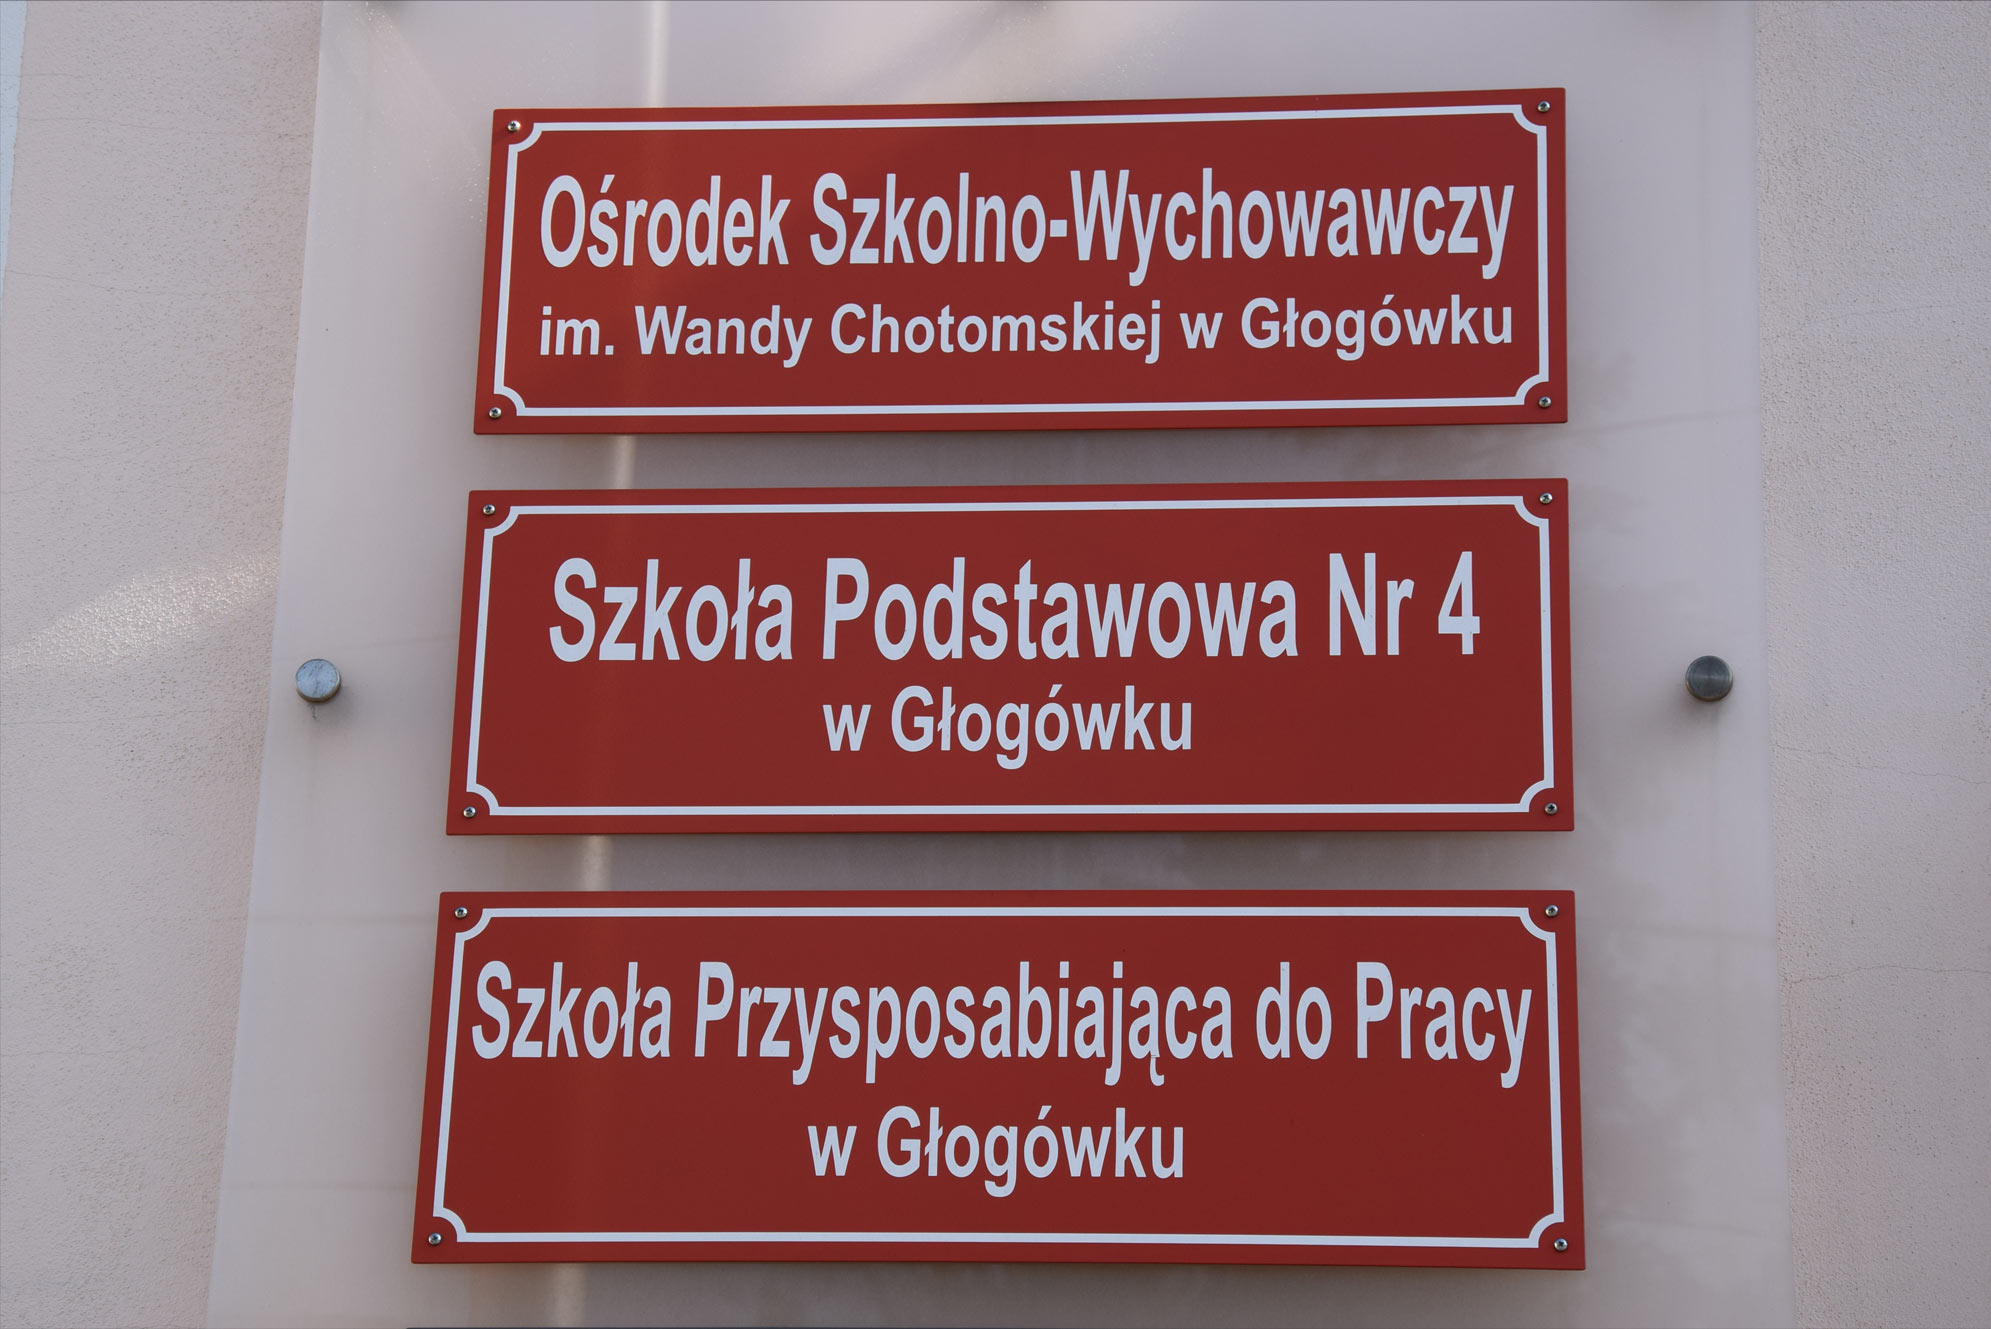 Ośrodek Szkolno-Wychowawczy
im. Wandy Chotomskiej w Głogówku
Szkoła Podstawowa Nr 4
w Głogówku
Szkoła Przysposabiająca do Pracy
w Głogówku